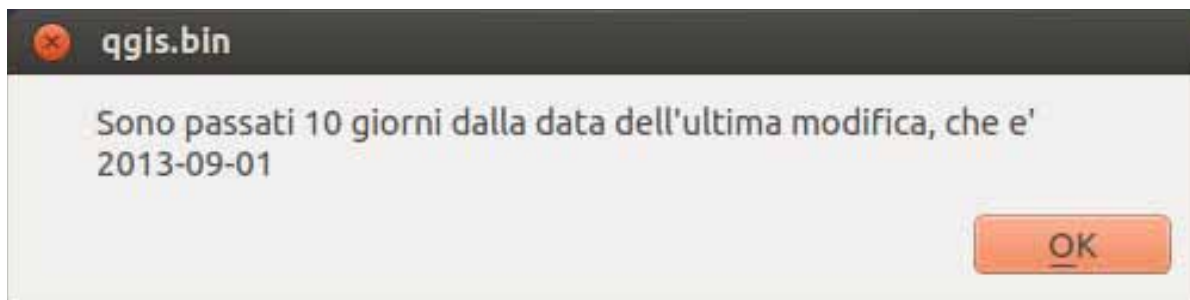 qgis.bin
Sono passati 10 giorni dalla data dell'ultima modifica, che e'
2013-09-01
OK